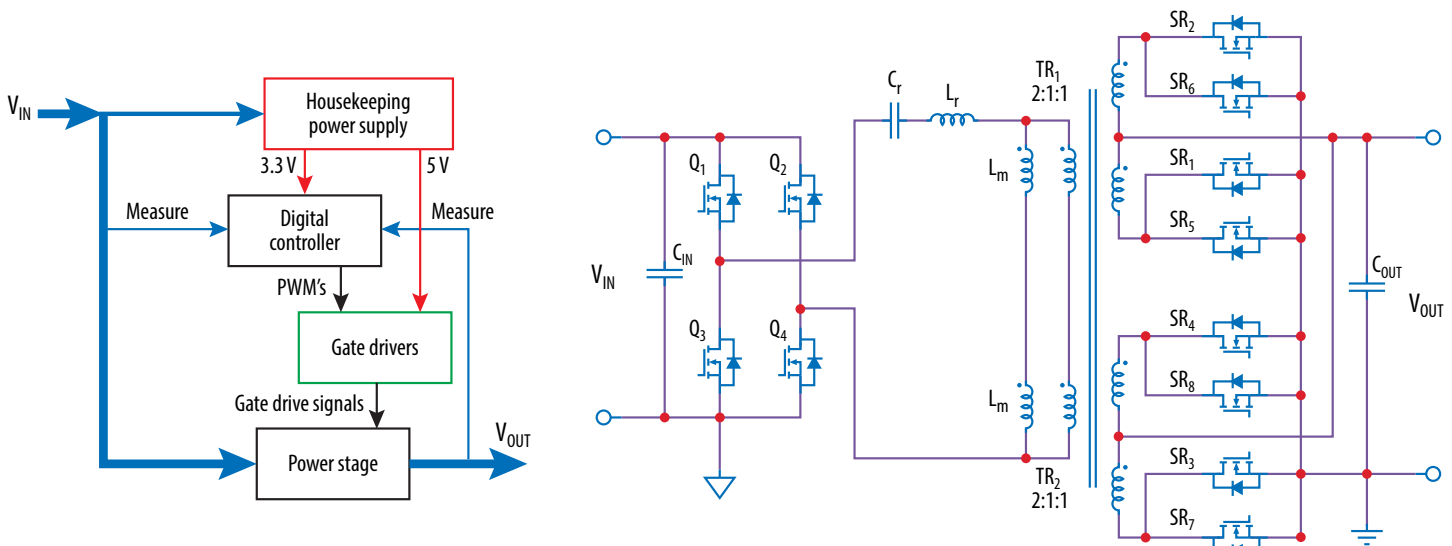 V_IN
Housekeeping
power supply
3.3 V
5 V
Measure
Measure
Digital
controller
PWM's
Gate drivers
Gate drive signals
V_OUT
Power stage
V_IN
C_IN
Q_1
Q_2
Q_3
Q_4
C_r
L_r
L_m
L_m
TR_1
2:1:1
TR_2
2:1:1
SR_2
SR_6
SR_1
SR_5
SR_4
SR_8
SR_3
SR_7
C_OUT
V_OUT